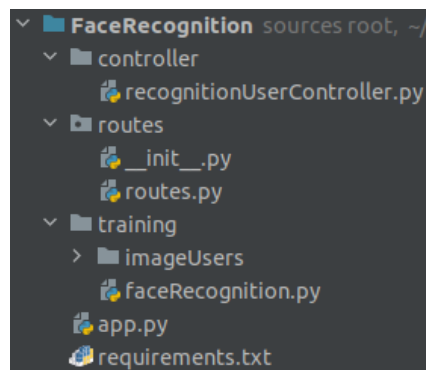 FaceRecognition sources root, ~/
controller
recognitionUserController.py
routes
__init__.py
routes.py
training
imageUsers
faceRecognition.py
app.py
requirements.txt